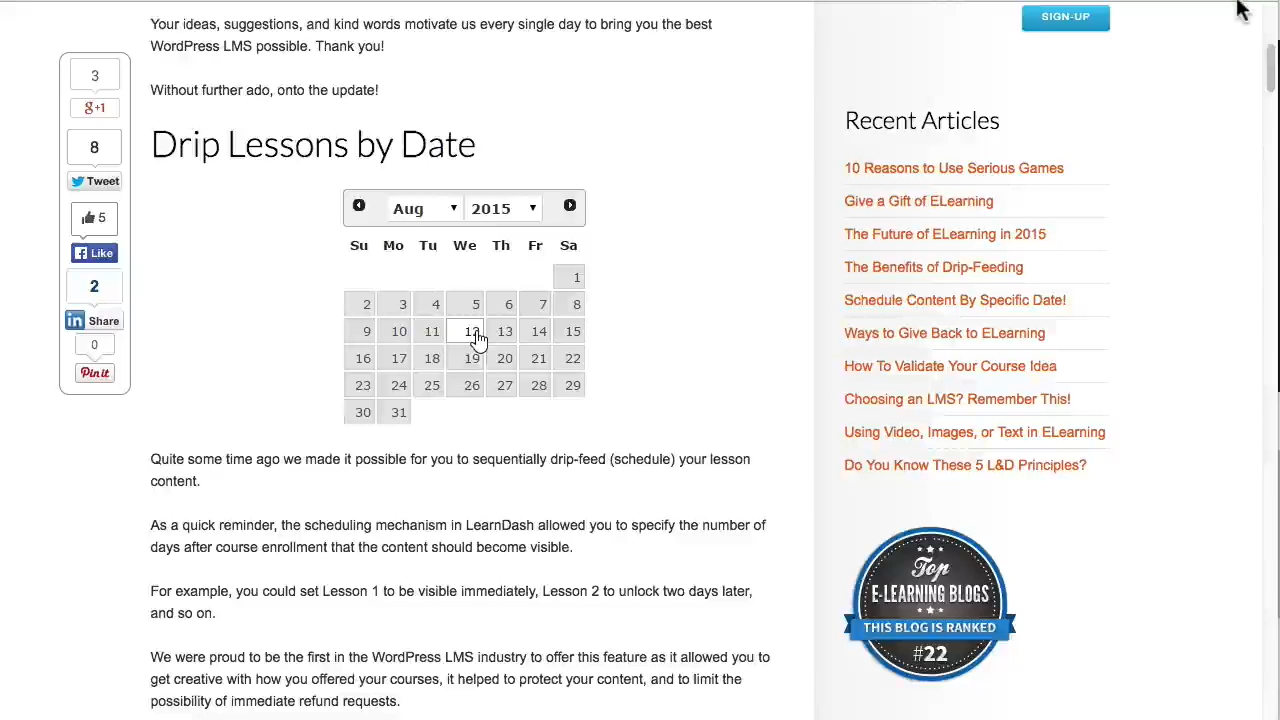 Your ideas, suggestions, and kind words motivate us every single day to bring you the best
WordPress LMS possible. Thank you!
Without further ado, onto the update!
Drip Lessons by Date
3
g+1
8
Tweet
5
Like
2
Share
0
Pin it
Aug 2015
Su Mo Tu We Th Fr Sa
1
2 3 4 5 6 7 8
9 10 11 12 13 14 15
16 17 18 19 20 21 22
23 24 25 26 27 28 29
30 31
Quite some time ago we made it possible for you to sequentially drip-feed (schedule) your lesson
content.
As a quick reminder, the scheduling mechanism in LearnDash allowed you to specify the number of
days after course enrollment that the content should become visible.
For example, you could set Lesson 1 to be visible immediately, Lesson 2 to unlock two days later,
and so on.
We were proud to be the first in the WordPress LMS industry to offer this feature as it allowed you to
get creative with how you offered your courses, it helped to protect your content, and to limit the
possibility of immediate refund requests.
SIGN-UP
Recent Articles
10 Reasons to Use Serious Games
Give a Gift of ELearning
The Future of ELearning in 2015
The Benefits of Drip-Feeding
Schedule Content By Specific Date!
Ways to Give Back to ELearning
How To Validate Your Course Idea
Choosing an LMS? Remember This!
Using Video, Images, or Text in ELearning
Do You Know These 5 L&D Principles?
Top
E-LEARNING BLOGS
THIS BLOG IS RANKED
#22